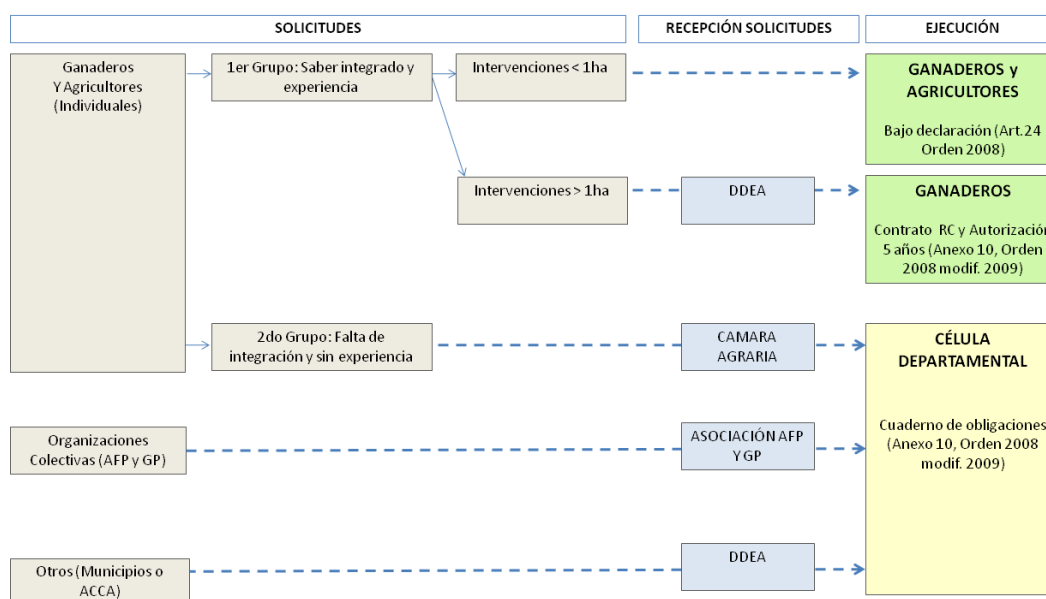 SOLICITUDES
RECEPCIÓN SOLICITUDES
EJECUCIÓN
Ganaderos
Y Agricultores
(Individuales)
1er Grupo: Saber integrado y
experiencia
Intervenciones < 1ha
GANADEROS y
AGRICULTORES
Bajo declaración (Art.24
Orden 2008)
Intervenciones > 1ha
DDEA
GANADEROS
Contrato RC y Autorización
5 años (Anexo 10, Orden
2008 modif. 2009)
2do Grupo: Falta de
integración y sin experiencia
CAMARA
AGRARIA
CÉLULA
DEPARTAMENTAL
Cuaderno de obligaciones
(Anexo 10, Orden 2008
modif. 2009)
Organizaciones
Colectivas (AFP y GP)
ASOCIACIÓN AFP
Y GP
Otros (Municipios o
ACCA)
DDEA